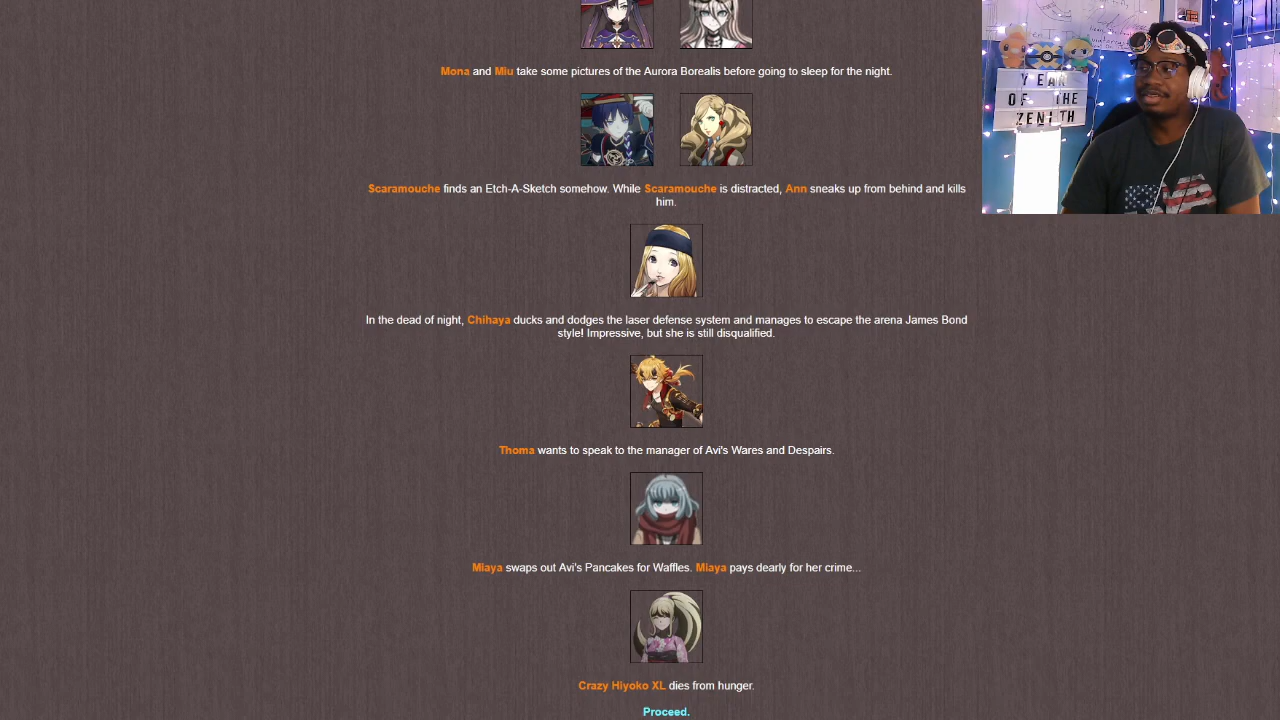 Mona and Miu take some pictures of the Aurora Borealis before going to sleep for the night.
Scaramouche finds an Etch-A-Sketch somehow. While Scaramouche is distracted, Ann sneaks up from behind and kills
him.
In the dead of night, Chihaya ducks and dodges the laser defense system and manages to escape the arena James Bond
style! Impressive, but she is still disqualified.
Thoma wants to speak to the manager of Avi's Wares and Despairs.
Miaya swaps out Avi's Pancakes for Waffles. Miaya pays dearly for her crime...
Crazy Hiyoko XL dies from hunger.
Proceed.
YEAR
OF THE
ZENITH